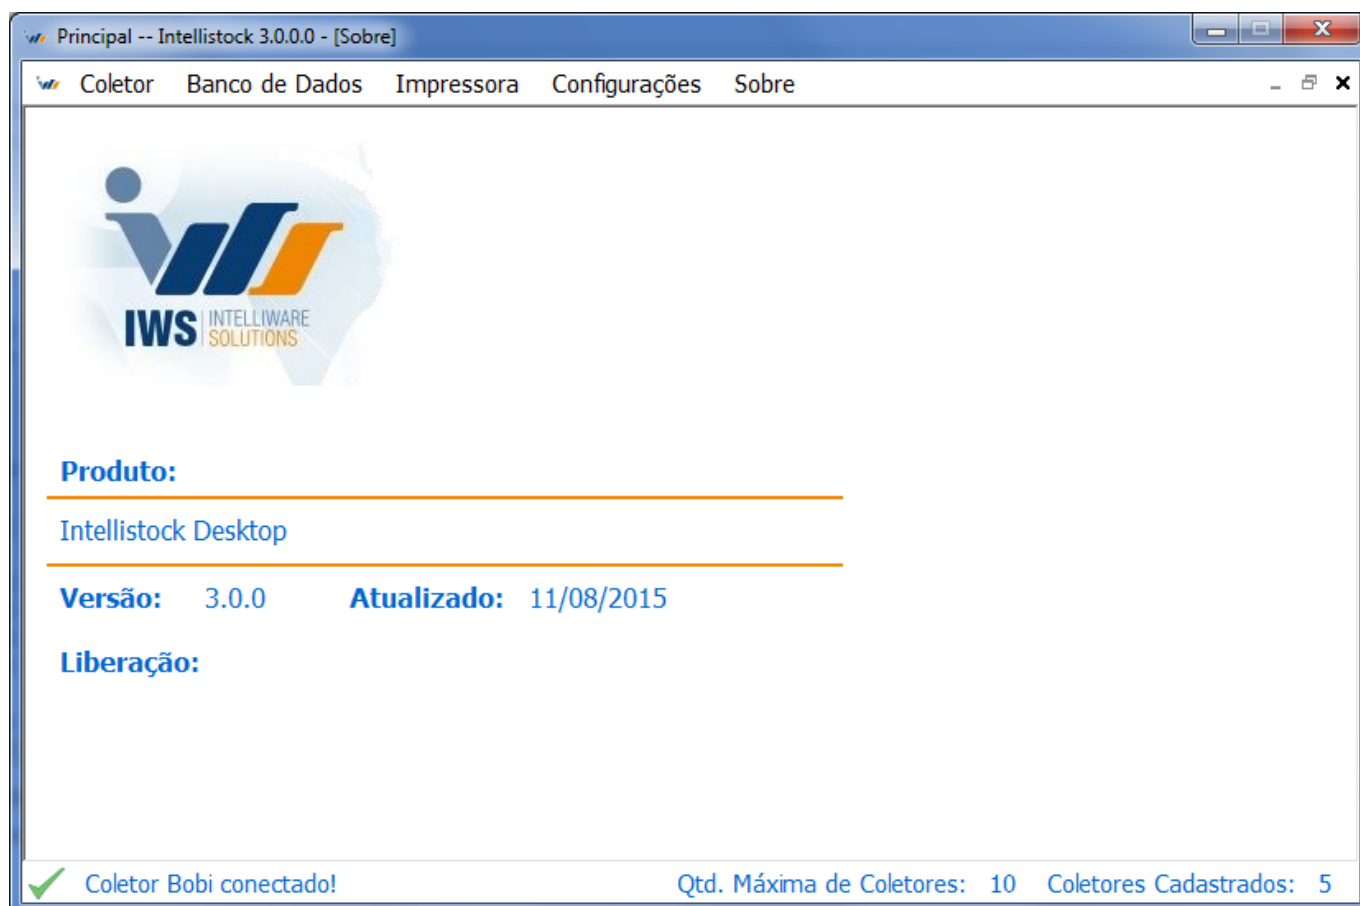 Principal -- Intellistock 3.0.0.0 - [Sobre]
Coletor Banco de Dados Impressora Configurações Sobre
IWS INTELLIWARE SOLUTIONS
Produto:
Intellistock Desktop
Versão: 3.0.0 Atualizado: 11/08/2015
Liberação:
Coletor Bobi conectado! Qtd. Máxima de Coletores: 10 Coletores Cadastrados: 5